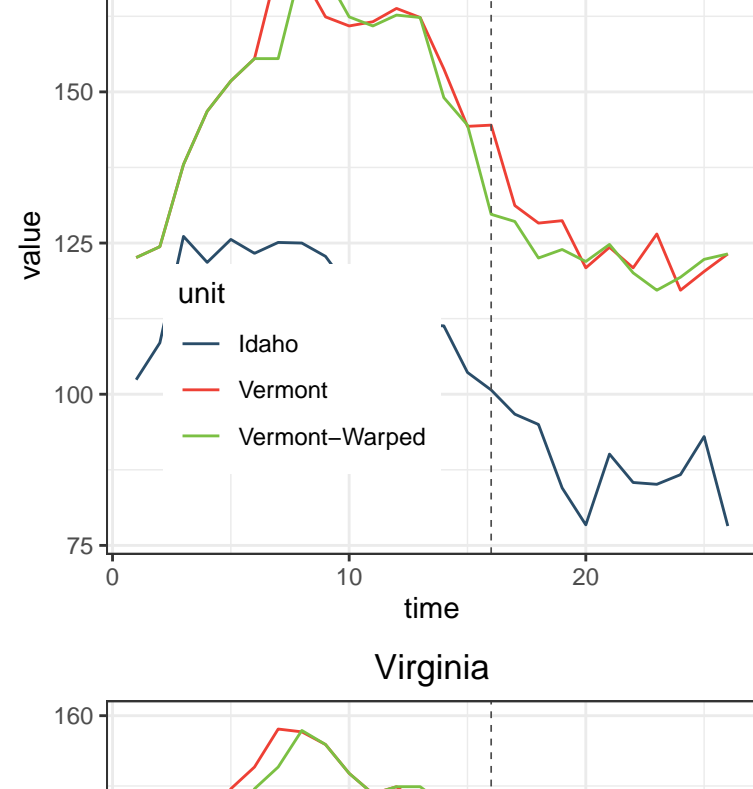 150
125
100
75
value
unit
Idaho
Vermont
Vermont−Warped
0 10 20
time
Virginia
160